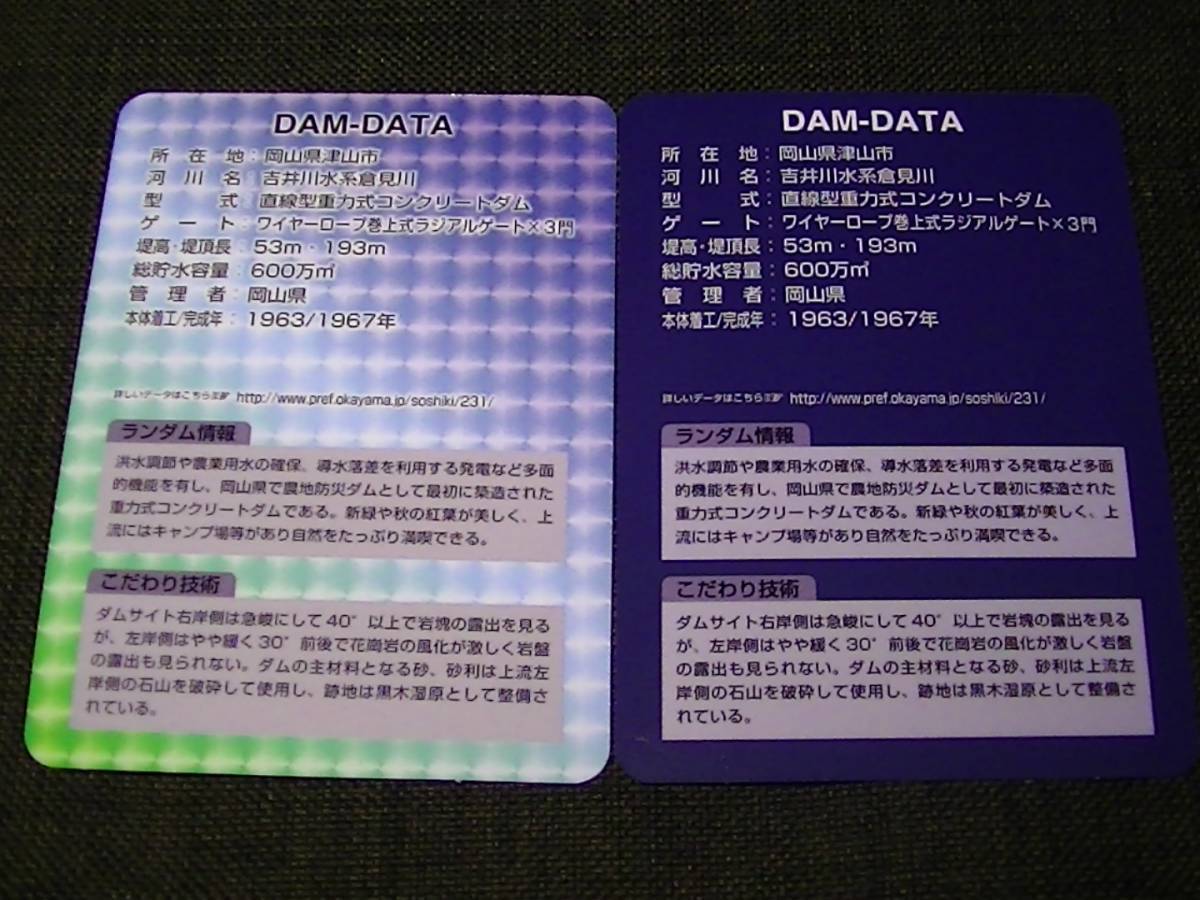 DAM-DATA
所在地：岡山県津山市
河川名：吉井川水系倉見川
型式：直線型重力式コンクリートダム
ゲート：ワイヤーロープ巻上式ラジアルゲート×3門
堤高・堤頂長：53m・193m
総貯水容量：600万㎥
管理者：岡山県
本体着工/完成年：1963/1967年
詳しいデータはこちら☞ http://www.pref.okayama.jp/soshiki/231/
ランダム情報
洪水調節や農業用水の確保、導水落差を利用する発電など多面
的機能を有し、岡山県で農地防災ダムとして最初に築造された
重力式コンクリートダムである。新緑や秋の紅葉が美しく、上
流にはキャンプ場等があり自然をたっぷり満喫できる。
こだわり技術
ダムサイト右岸側は急峻にして40°以上で岩塊の露出を見る
が、左岸側はやや緩く30°前後で花崗岩の風化が激しく岩盤
の露出も見られない。ダムの主材料となる砂、砂利は上流左
岸側の石山を破砕して使用し、跡地は黒木湿原として整備さ
れている。
DAM-DATA
所在地：岡山県津山市
河川名：吉井川水系倉見川
型式：直線型重力式コンクリートダム
ゲート：ワイヤーロープ巻上式ラジアルゲート×3門
堤高・堤頂長：53m・193m
総貯水容量：600万㎥
管理者：岡山県
本体着工/完成年：1963/1967年
詳しいデータはこちら☞ http://www.pref.okayama.jp/soshiki/231/
ランダム情報
洪水調節や農業用水の確保、導水落差を利用する発電など多面
的機能を有し、岡山県で農地防災ダムとして最初に築造された
重力式コンクリートダムである。新緑や秋の紅葉が美しく、上
流にはキャンプ場等があり自然をたっぷり満喫できる。
こだわり技術
ダムサイト右岸側は急峻にして40°以上で岩塊の露出を見る
が、左岸側はやや緩く30°前後で花崗岩の風化が激しく岩盤
の露出も見られない。ダムの主材料となる砂、砂利は上流左
岸側の石山を破砕して使用し、跡地は黒木湿原として整備さ
れている。